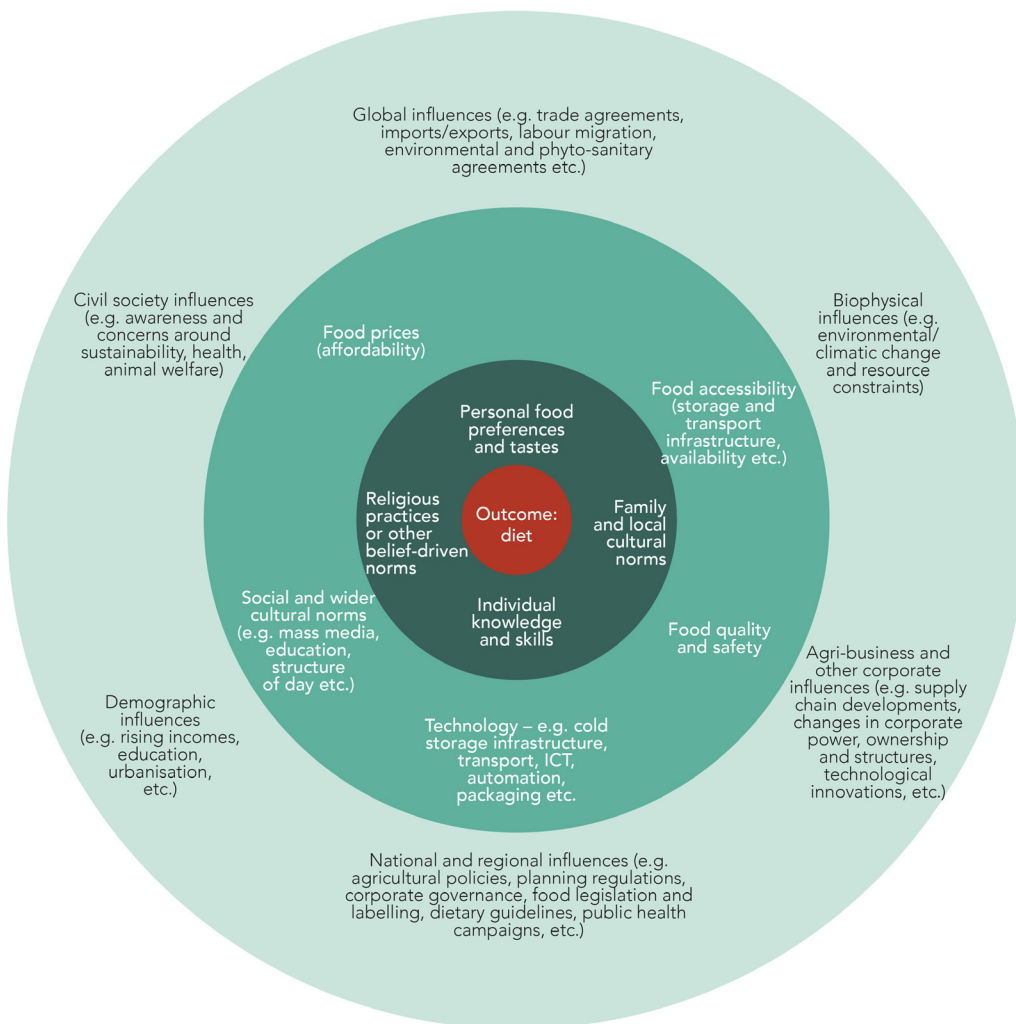 Global influences (e.g. trade agreements,
imports/exports, labour migration,
environmental and phyto-sanitary
agreements etc.)
Civil society influences
(e.g. awareness and
concerns around
sustainability, health,
animal welfare)
Biophysical
influences (e.g.
environmental/
climatic change
and resource
constraints)
Food prices
(affordability)
Food accessibility
(storage and
transport
infrastructure,
availability etc.)
Personal food
preferences
and tastes
Religious
practices
or other
belief-driven
norms
Outcome:
diet
Family
and local
cultural
norms
Individual
knowledge
and skills
Social and wider
cultural norms
(e.g. mass media,
education,
structure
of day etc.)
Food quality
and safety
Agri-business and
other corporate
influences (e.g. supply
chain developments,
changes in corporate
power, ownership
and structures,
technological
innovations, etc.)
Demographic
influences
(e.g. rising incomes,
education,
urbanisation,
etc.)
Technology – e.g. cold
storage infrastructure,
transport, ICT,
automation,
packaging etc.
National and regional influences (e.g.
agricultural policies, planning regulations,
corporate governance, food legislation and
labelling, dietary guidelines, public health
campaigns, etc.)